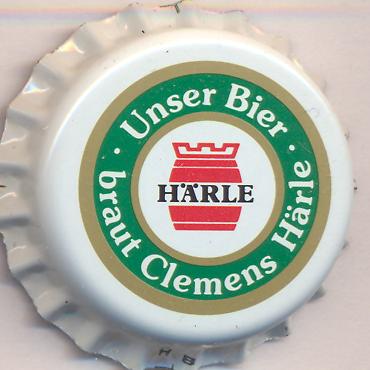 · Unser Bier ·
braut Clemens Härle
HÄRLE
H B